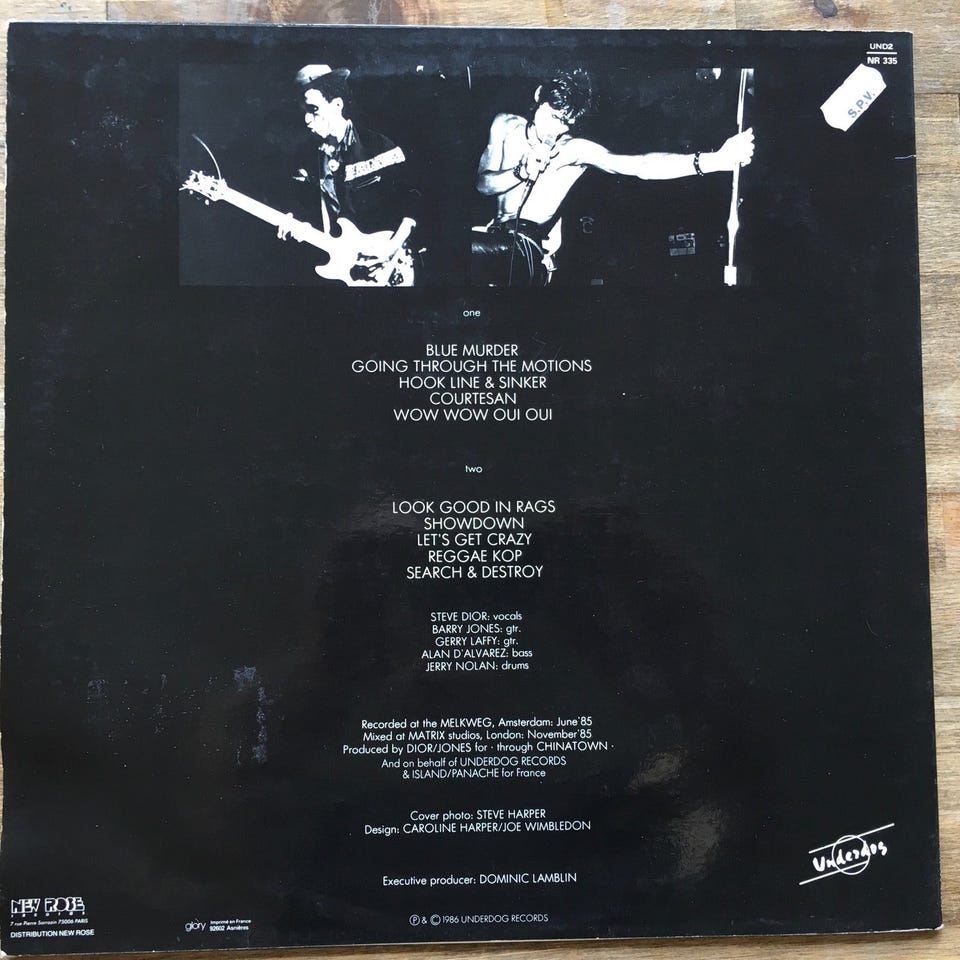 UND2
NR 335
S.P.V.
one
BLUE MURDER
GOING THROUGH THE MOTIONS
HOOK LINE & SINKER
COURTESAN
WOW WOW OUI OUI
two
LOOK GOOD IN RAGS
SHOWDOWN
LET'S GET CRAZY
REGGAE KOP
SEARCH & DESTROY
STEVE DIOR: vocals
BARRY JONES: gtr.
GERRY LAFFY: gtr.
ALAN D'ALVAREZ: bass
JERRY NOLAN: drums
Recorded at the MELKWEG, Amsterdam: June'85
Mixed at MATRIX studios, London: November'85
Produced by DIOR/JONES for · through CHINATOWN ·
And on behalf of UNDERDOG RECORDS
& ISLAND/PANACHE for France
Cover photo: STEVE HARPER
Design: CAROLINE HARPER/JOE WIMBLEDON
Underdog
Executive producer: DOMINIC LAMBLIN
NEW ROSE
records
7 rue Pierre Sarrazin 75006 PARIS
DISTRIBUTION NEW ROSE
glory Imprimé en France
92602 Asnières
Ⓟ & © 1986 UNDERDOG RECORDS